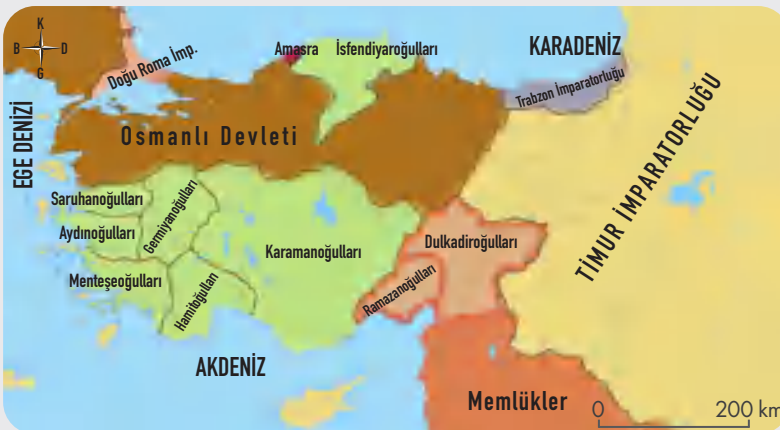 K
B D
G
Doğu Roma İmp.
Amasra
İsfendiyaroğulları
KARADENİZ
Trabzon İmparatorluğu
EGE DENİZİ
Osmanlı Devleti
TİMUR İMPARATORLUĞU
Saruhanoğulları
Germiyanoğulları
Aydınoğulları
Karamanoğulları
Dulkadiroğulları
Menteşeoğulları
Hamitoğulları
Ramazanoğulları
AKDENİZ
Memlükler
0 200 km